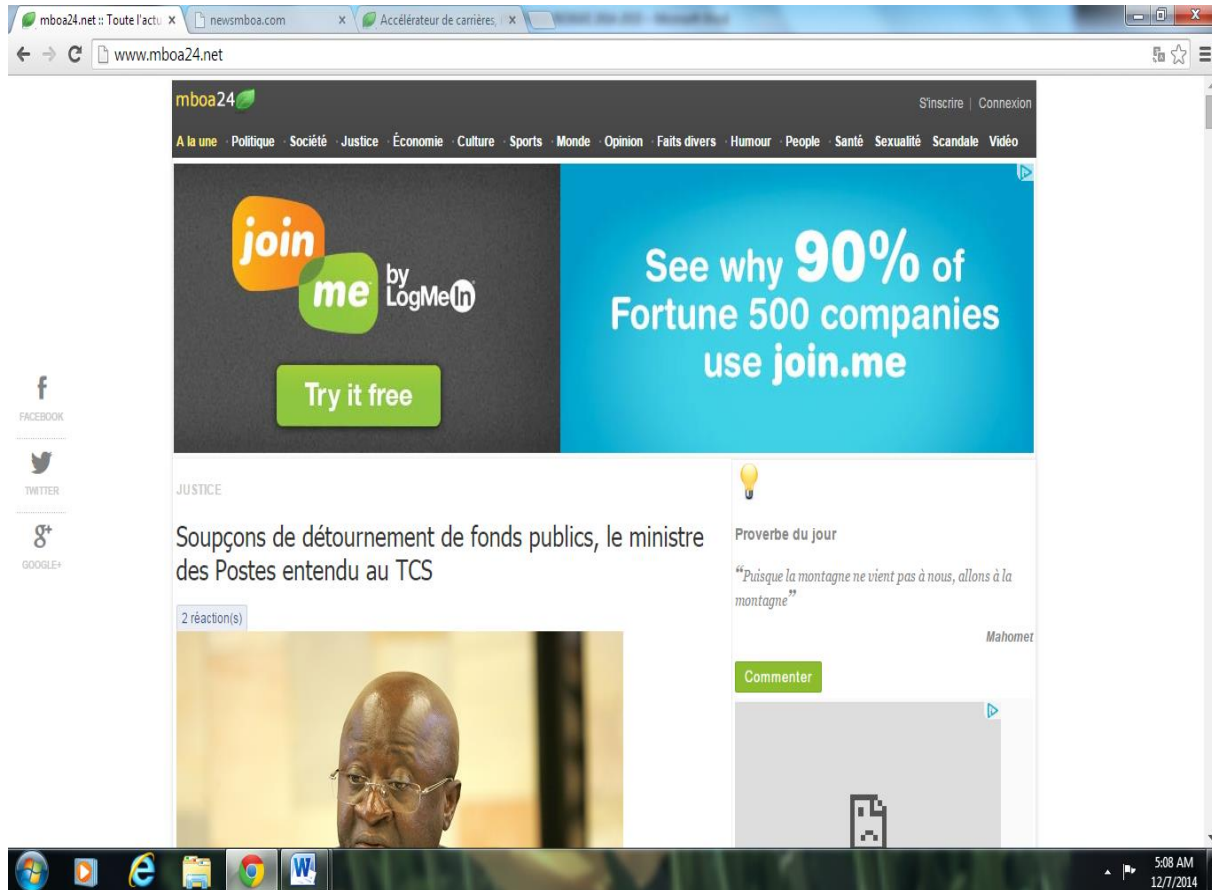 mboa24.net :: Toute l'actu
newsmboa.com
Accélérateur de carrières,
www.mboa24.net
mboa24
S'inscrire | Connexion
A la une · Politique · Société · Justice · Économie · Culture · Sports · Monde · Opinion · Faits divers · Humour · People · Santé Sexualité Scandale Vidéo
join
me
by
LogMeIn
Try it free
See why 90% of
Fortune 500 companies
use join.me
FACEBOOK
TWITTER
GOOGLE+
JUSTICE
Soupçons de détournement de fonds publics, le ministre
des Postes entendu au TCS
2 réaction(s)
Proverbe du jour
“Puisque la montagne ne vient pas à nous, allons à la
montagne”
Mahomet
Commenter
5:08 AM
12/7/2014